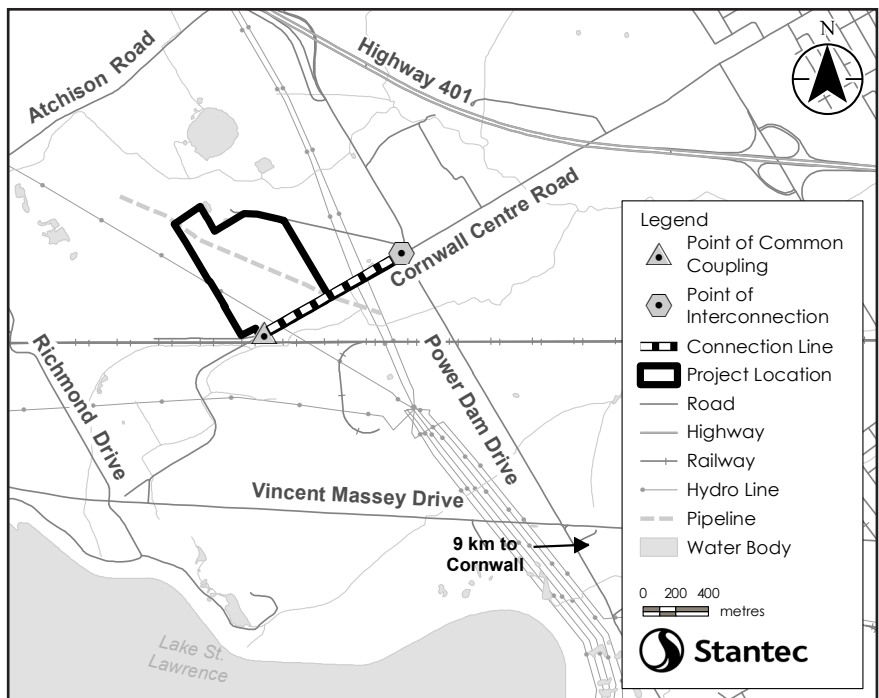 N
Highway 401
Atchison Road
Cornwall Centre Road
Richmond Drive
Power Dam Drive
Vincent Massey Drive
9 km to
Cornwall
Lake St.
Lawrence
Legend
Point of Common
Coupling
Point of
Interconnection
Connection Line
Project Location
Road
Highway
Railway
Hydro Line
Pipeline
Water Body
0 200 400
metres
Stantec